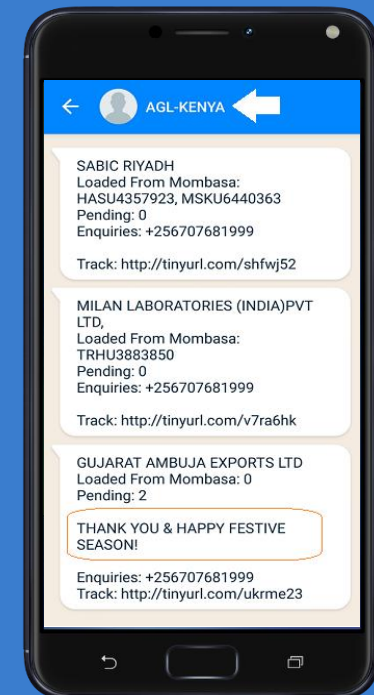 AGL-KENYA
SABIC RIYADH
Loaded From Mombasa:
HASU4357923, MSKU6440363
Pending: 0
Enquiries: +256707681999
Track: http://tinyurl.com/shfwj52
MILAN LABORATORIES (INDIA)PVT
LTD,
Loaded From Mombasa:
TRHU3883850
Pending: 0
Enquiries: +256707681999
Track: http://tinyurl.com/v7ra6hk
GUJARAT AMBUJA EXPORTS LTD
Loaded From Mombasa: 0
Pending: 2
THANK YOU & HAPPY FESTIVE
SEASON!
Enquiries: +256707681999
Track: http://tinyurl.com/ukrme23